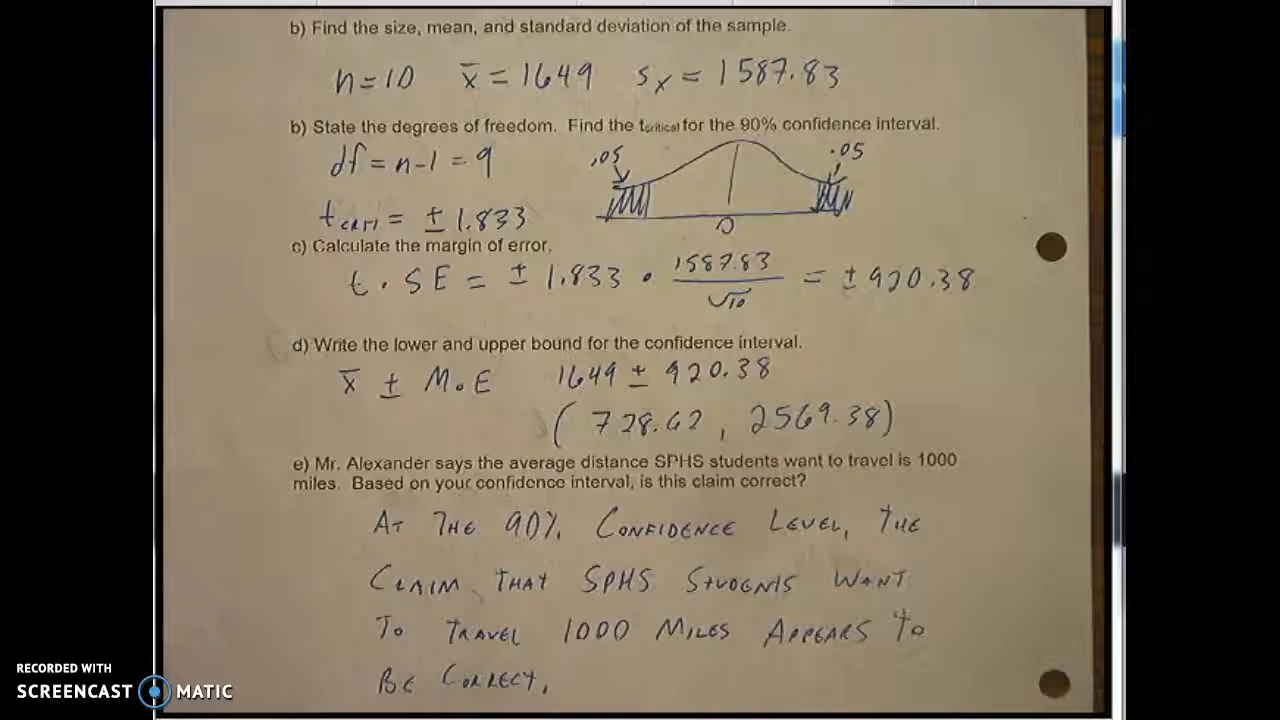 b) Find the size, mean, and standard deviation of the sample.
n = 10 x̄ = 1649 Sx = 1587.83
b) State the degrees of freedom. Find the tcritical for the 90% confidence interval.
df = n-1 = 9
.05 .05
tcrit = ± 1.833
0
c) Calculate the margin of error.
t · SE = ± 1.833 · 1587.83/√10 = ± 920.38
d) Write the lower and upper bound for the confidence interval.
x̄ ± M.E 1649 ± 920.38
(728.62, 2569.38)
e) Mr. Alexander says the average distance SPHS students want to travel is 1000
miles. Based on your confidence interval, is this claim correct?
AT THE 90% CONFIDENCE LEVEL, THE
CLAIM THAT SPHS STUDENTS WANT
TO TRAVEL 1000 MILES APPEARS TO
BE CORRECT.
RECORDED WITH
SCREENCAST MATIC